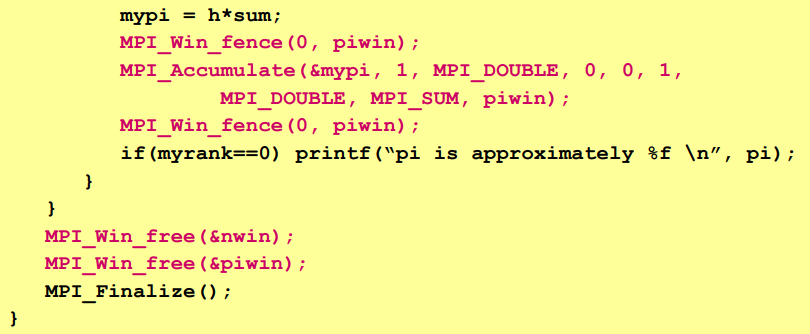 mypi = h*sum;
MPI_Win_fence(0, piwin);
MPI_Accumulate(&mypi, 1, MPI_DOUBLE, 0, 0, 1,
MPI_DOUBLE, MPI_SUM, piwin);
MPI_Win_fence(0, piwin);
if(myrank==0) printf(“pi is approximately %f \n”, pi);
}
}
MPI_Win_free(&nwin);
MPI_Win_free(&piwin);
MPI_Finalize();
}